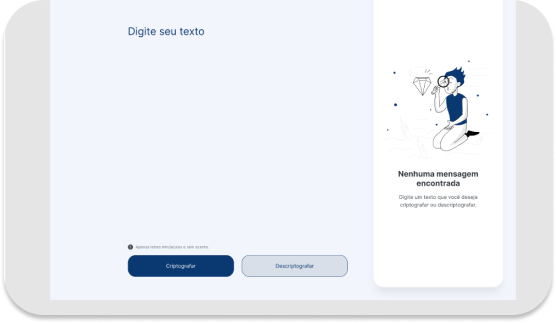 Digite seu texto
Nenhuma mensagem
encontrada
Digite um texto que você deseja
criptografar ou descriptografar.
Apenas letras minúsculas e sem acento.
Criptografar
Descriptografar